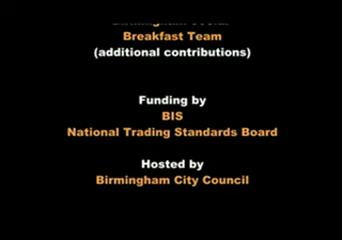 Breakfast Team
(additional contributions)
Funding by
BIS
National Trading Standards Board
Hosted by
Birmingham City Council